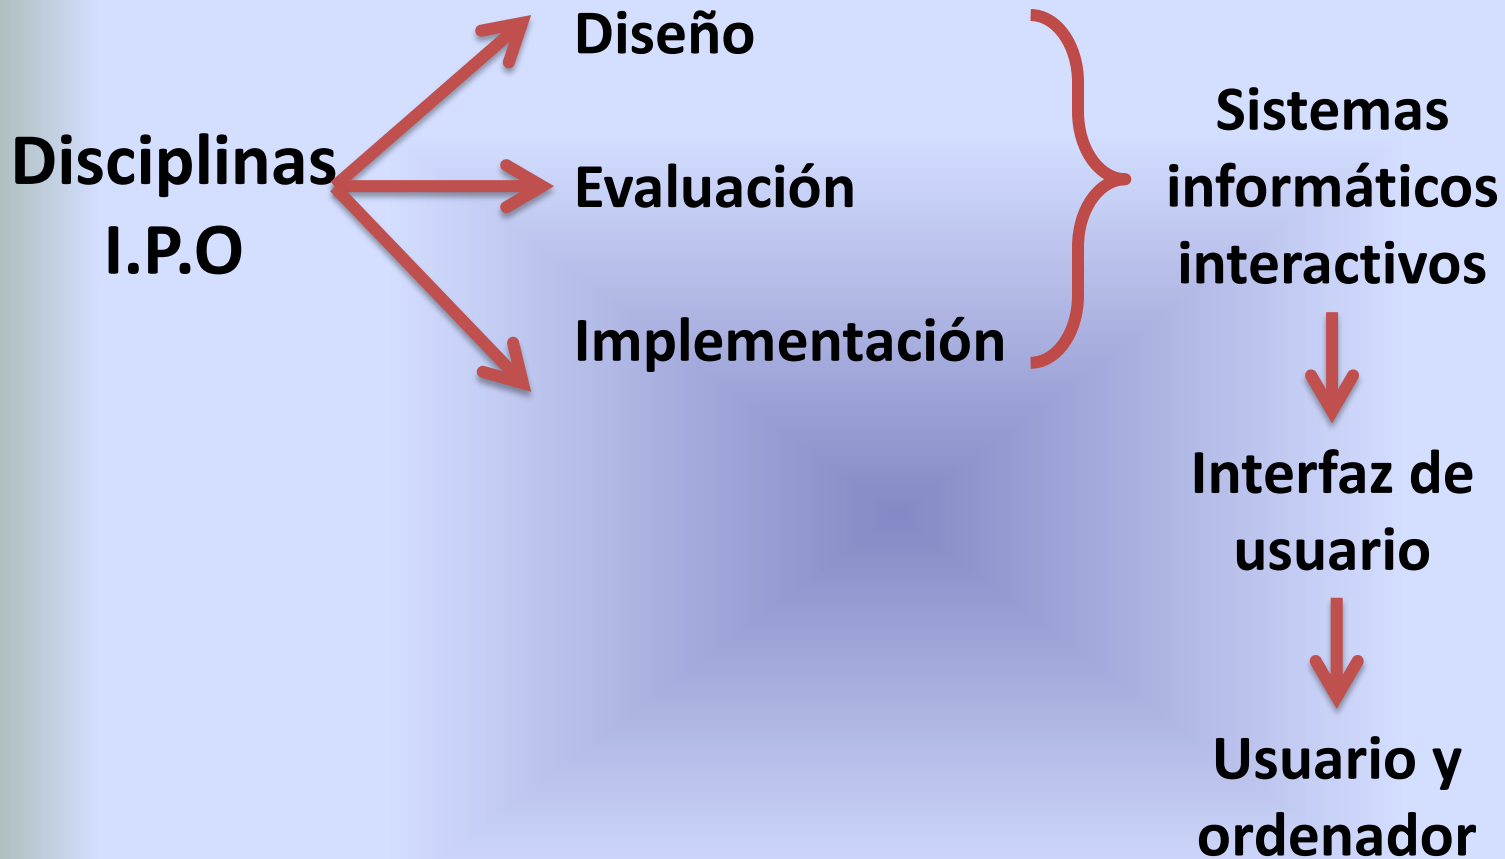 Disciplinas
I.P.O
Diseño
Evaluación
Implementación
Sistemas
informáticos
interactivos
Interfaz de
usuario
Usuario y
ordenador